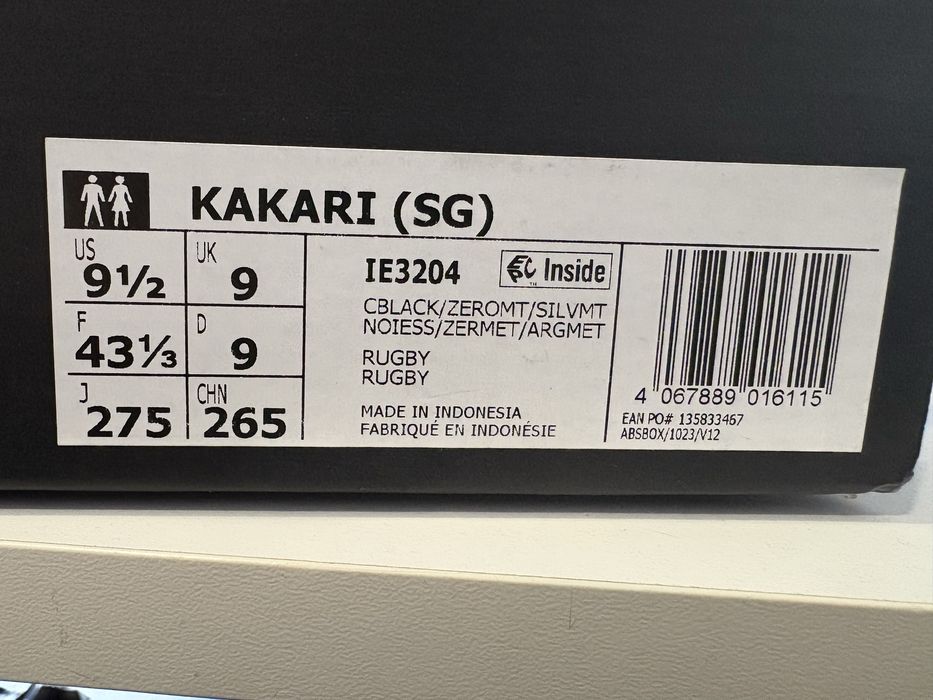 KAKARI (SG)
US
9½
UK
9
F
43⅓
D
9
J
275
CHN
265
IE3204
EPC Inside
™
CBLACK/ZEROMT/SILVMT
NOIESS/ZERMET/ARGMET
RUGBY
RUGBY
MADE IN INDONESIA
FABRIQUÉ EN INDONÉSIE
4 067889 016115
EAN PO# 135833467
ABSBOX/1023/V12